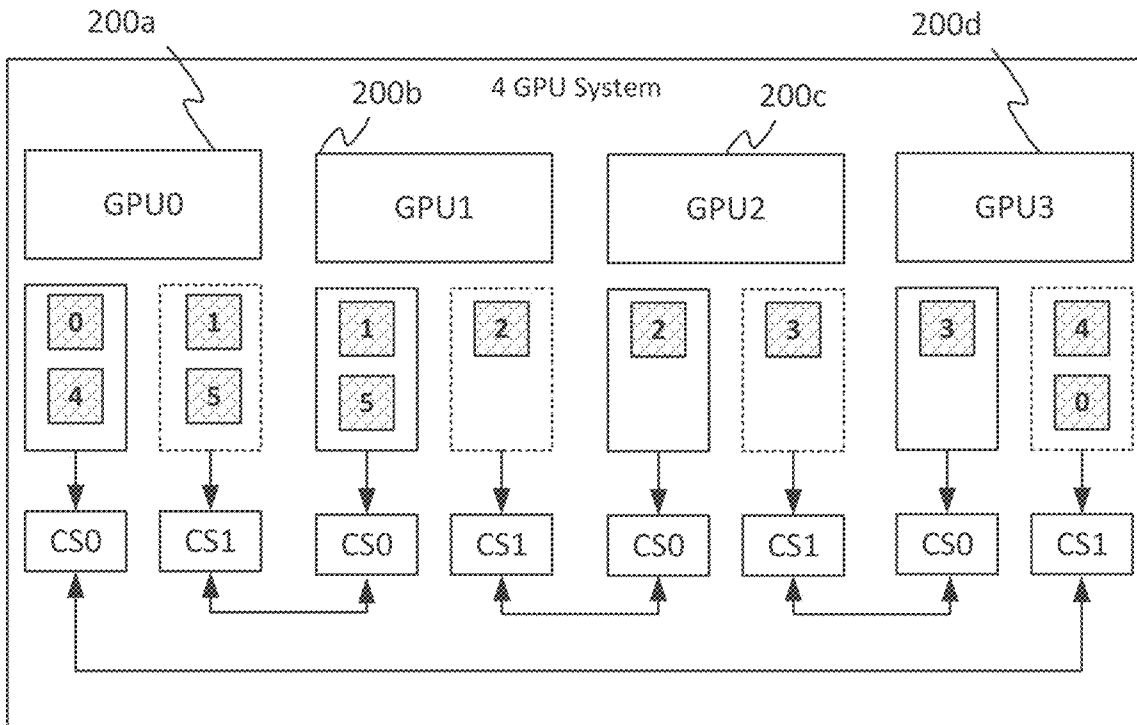 200a
200d
4 GPU System
200b
200c
GPU0
GPU1
GPU2
GPU3
0 1 1 2 2 3 3 4
4 5 5 0
CS0 CS1 CS0 CS1 CS0 CS1 CS0 CS1